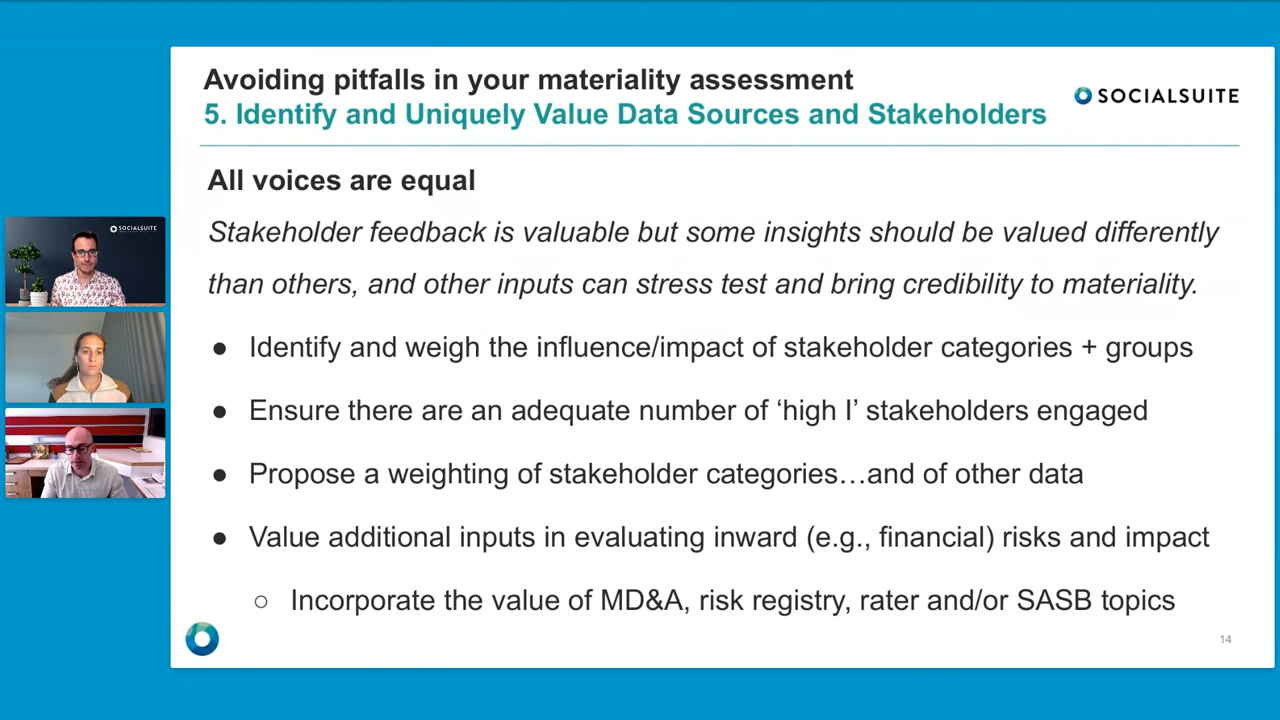 Avoiding pitfalls in your materiality assessment
5. Identify and Uniquely Value Data Sources and Stakeholders
SOCIALSUITE
All voices are equal
Stakeholder feedback is valuable but some insights should be valued differently
than others, and other inputs can stress test and bring credibility to materiality.
● Identify and weigh the influence/impact of stakeholder categories + groups
● Ensure there are an adequate number of ‘high I’ stakeholders engaged
● Propose a weighting of stakeholder categories…and of other data
● Value additional inputs in evaluating inward (e.g., financial) risks and impact
○ Incorporate the value of MD&A, risk registry, rater and/or SASB topics
14
SOCIALSUITE